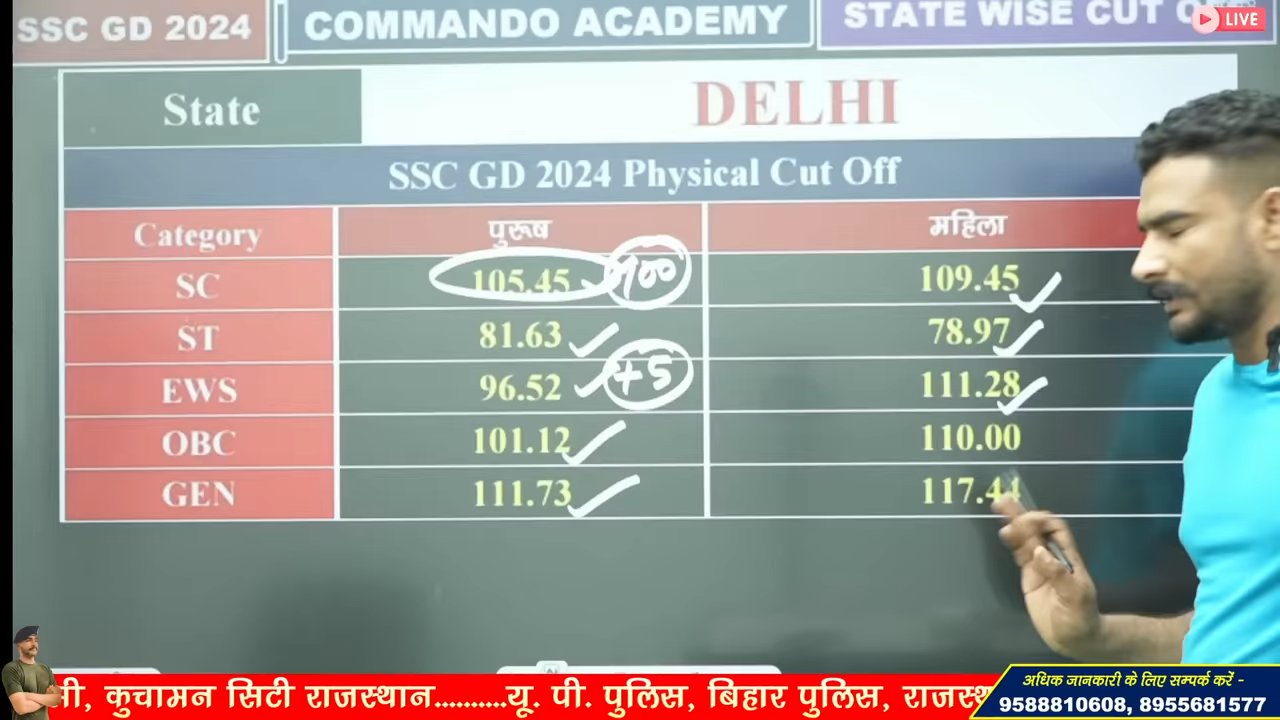 SSC GD 2024
COMMANDO ACADEMY
STATE WISE CUT O
LIVE
State DELHI
SSC GD 2024 Physical Cut Off
Category पुरूष महिला
SC 105.45 100 109.45
ST 81.63 78.97
EWS 96.52 +5 111.28
OBC 101.12 110.00
GEN 111.73 117.44
सी, कुचामन सिटी राजस्थान..........यू. पी. पुलिस, बिहार पुलिस, राजस्थ
अधिक जानकारी के लिए सम्पर्क करें -
9588810608, 8955681577